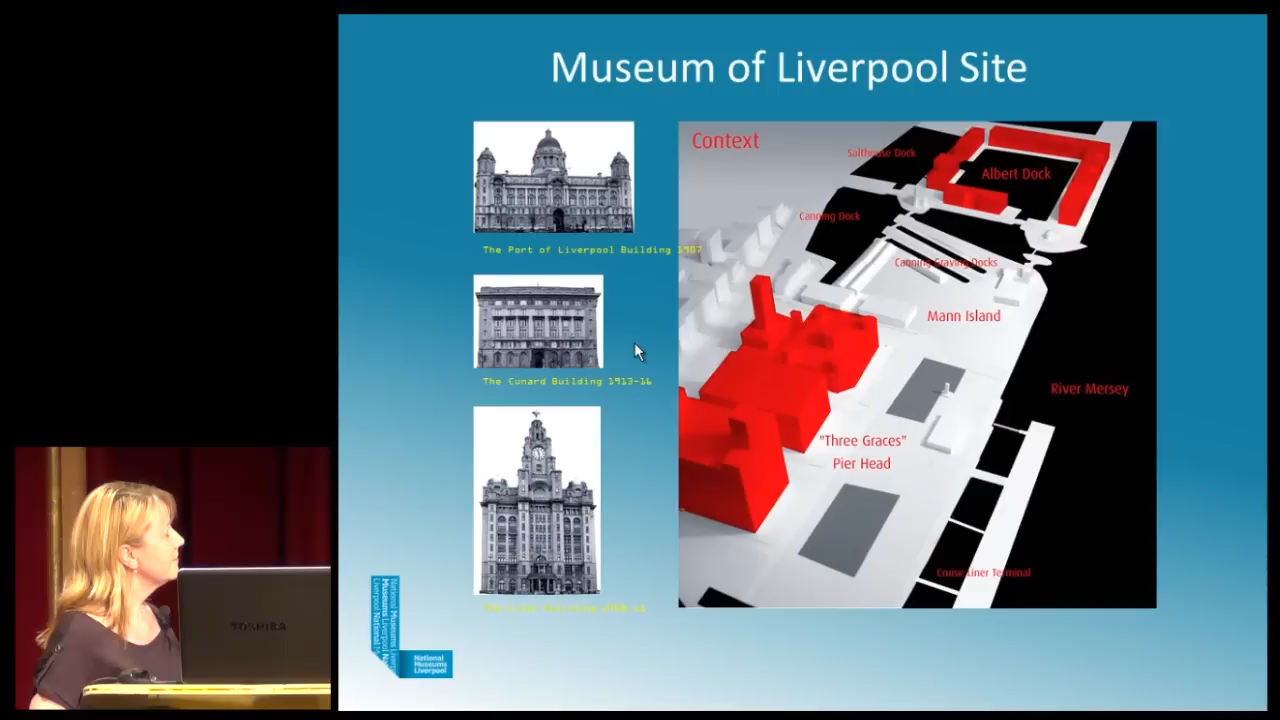 Museum of Liverpool Site
The Port of Liverpool Building 1907
The Cunard Building 1913-16
Context
Salthouse Dock
Albert Dock
Canning Dock
Canning Graving Docks
Mann Island
River Mersey
"Three Graces"
Pier Head
Cruise Liner Terminal
National
Museums
Liverpool
TOSHIBA